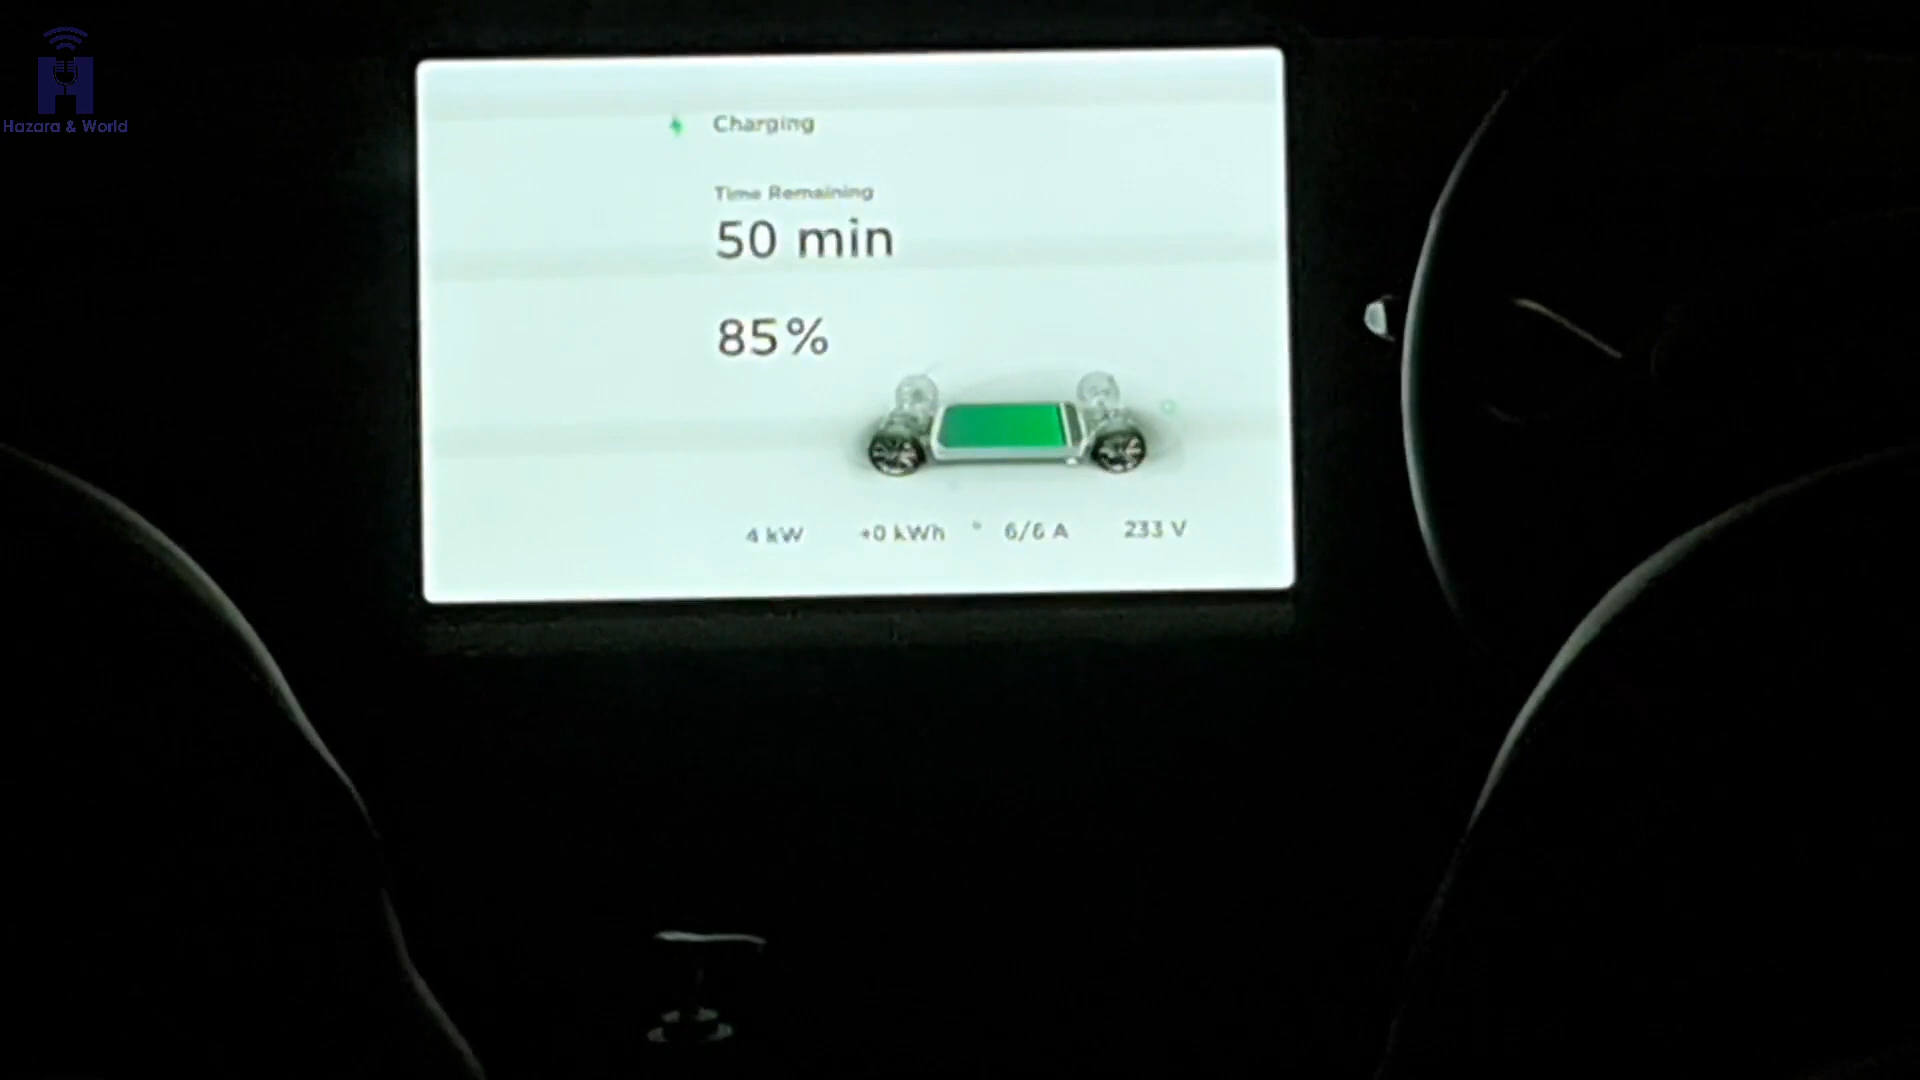 Hazara & World
Charging
Time Remaining
50 min
85%
4 kW +0 kWh 6/6 A 233 V